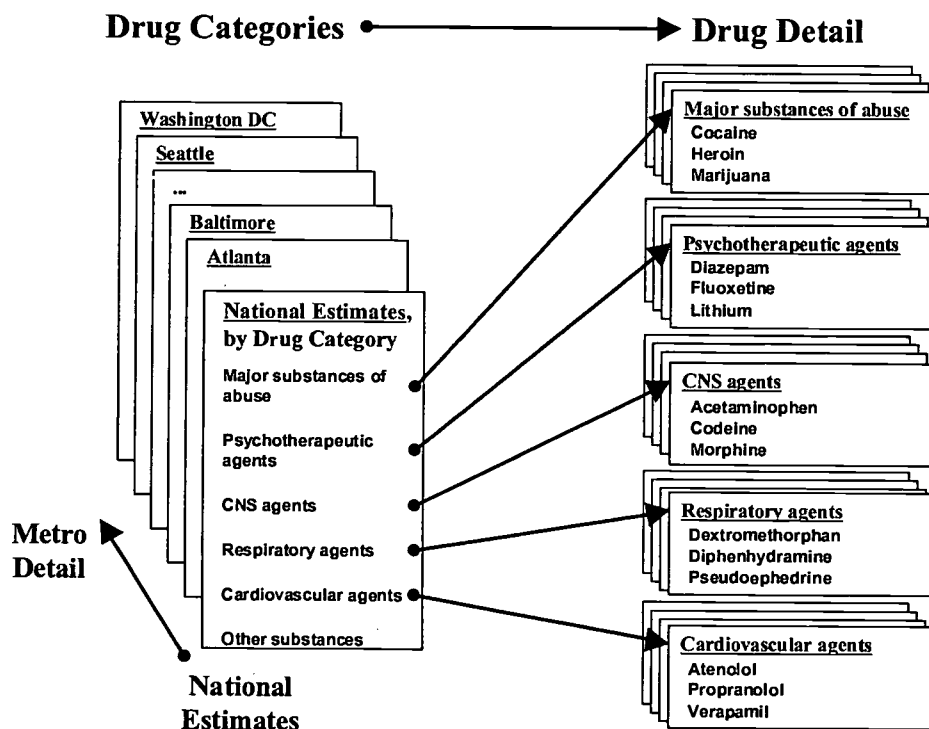 Drug Categories
Drug Detail
Washington DC
Seattle
...
Baltimore
Atlanta
National Estimates,
by Drug Category
Major substances of
abuse
Psychotherapeutic
agents
CNS agents
Respiratory agents
Cardiovascular agents
Other substances
Metro
Detail
National
Estimates
Major substances of abuse
Cocaine
Heroin
Marijuana
Psychotherapeutic agents
Diazepam
Fluoxetine
Lithium
CNS agents
Acetaminophen
Codeine
Morphine
Respiratory agents
Dextromethorphan
Diphenhydramine
Pseudoephedrine
Cardiovascular agents
Atenolol
Propranolol
Verapamil